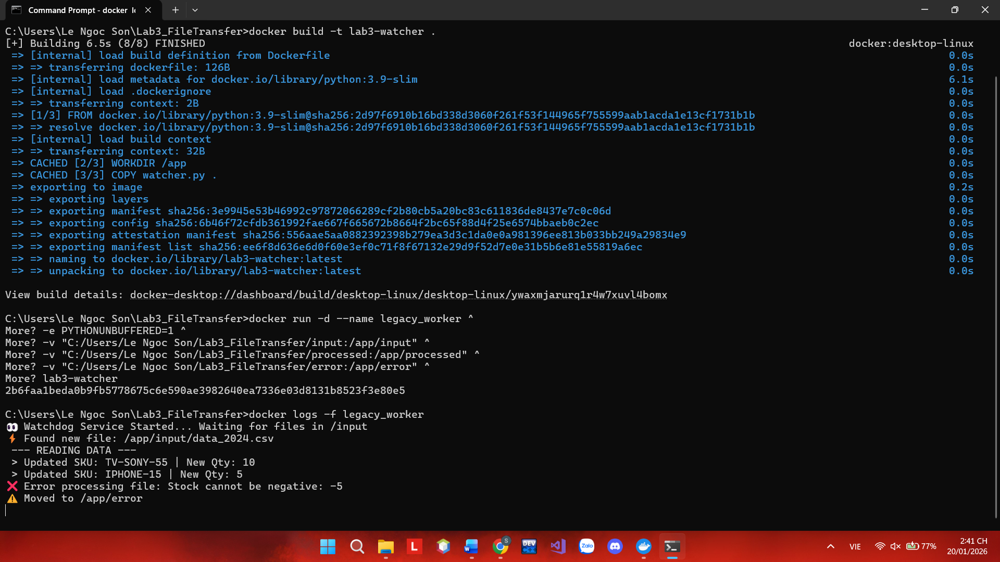 Command Prompt - docker lo
C:\Users\Le Ngoc Son\Lab3_FileTransfer>docker build -t lab3-watcher .
[+] Building 6.5s (8/8) FINISHED docker:desktop-linux
=> [internal] load build definition from Dockerfile 0.0s
=> => transferring dockerfile: 126B 0.0s
=> [internal] load metadata for docker.io/library/python:3.9-slim 6.1s
=> [internal] load .dockerignore 0.0s
=> => transferring context: 2B 0.0s
=> [1/3] FROM docker.io/library/python:3.9-slim@sha256:2d97f6910b16bd338d3060f261f53f144965f755599aab1acda1e13cf1731b1b 0.0s
=> => resolve docker.io/library/python:3.9-slim@sha256:2d97f6910b16bd338d3060f261f53f144965f755599aab1acda1e13cf1731b1b 0.0s
=> [internal] load build context 0.0s
=> => transferring context: 32B 0.0s
=> CACHED [2/3] WORKDIR /app 0.0s
=> CACHED [3/3] COPY watcher.py . 0.0s
=> exporting to image 0.2s
=> => exporting layers 0.0s
=> => exporting manifest sha256:3e9945e53b46992c97872066289cf2b80cb5a20bc83c611836de8437e7c0c06d 0.0s
=> => exporting config sha256:6b46f72cfdb361992fae667f665672b8664f2bc65f88d4f25e6574bbaeb0c2ec 0.0s
=> => exporting attestation manifest sha256:556aae5aa0882392398b279ea3d3c1da0e0a981396ee813b033bb249a29834e9 0.0s
=> => exporting manifest list sha256:ee6f8d636e6d0f60e3ef0c71f8f67132e29d9f52d7e0e31b5b6e81e55819a6ec 0.0s
=> => naming to docker.io/library/lab3-watcher:latest 0.0s
=> => unpacking to docker.io/library/lab3-watcher:latest 0.0s
View build details: docker-desktop://dashboard/build/desktop-linux/desktop-linux/ywaxmjarurq1r4w7xuvl4bomx
C:\Users\Le Ngoc Son\Lab3_FileTransfer>docker run -d --name legacy_worker ^
More? -e PYTHONUNBUFFERED=1 ^
More? -v "C:/Users/Le Ngoc Son/Lab3_FileTransfer/input:/app/input" ^
More? -v "C:/Users/Le Ngoc Son/Lab3_FileTransfer/processed:/app/processed" ^
More? -v "C:/Users/Le Ngoc Son/Lab3_FileTransfer/error:/app/error" ^
More? lab3-watcher
2b6faa1beda0b9fb5778675c6e590ae3982640ea7336e03d8131b8523f3e80e5
C:\Users\Le Ngoc Son\Lab3_FileTransfer>docker logs -f legacy_worker
👀 Watchdog Service Started... Waiting for files in /input
⚡ Found new file: /app/input/data_2024.csv
--- READING DATA ---
> Updated SKU: TV-SONY-55 | New Qty: 10
> Updated SKU: IPHONE-15 | New Qty: 5
❌ Error processing file: Stock cannot be negative: -5
⚠️ Moved to /app/error
L
W
S
DEV
Zalo
VIE
77%
2:41 CH
20/01/2026